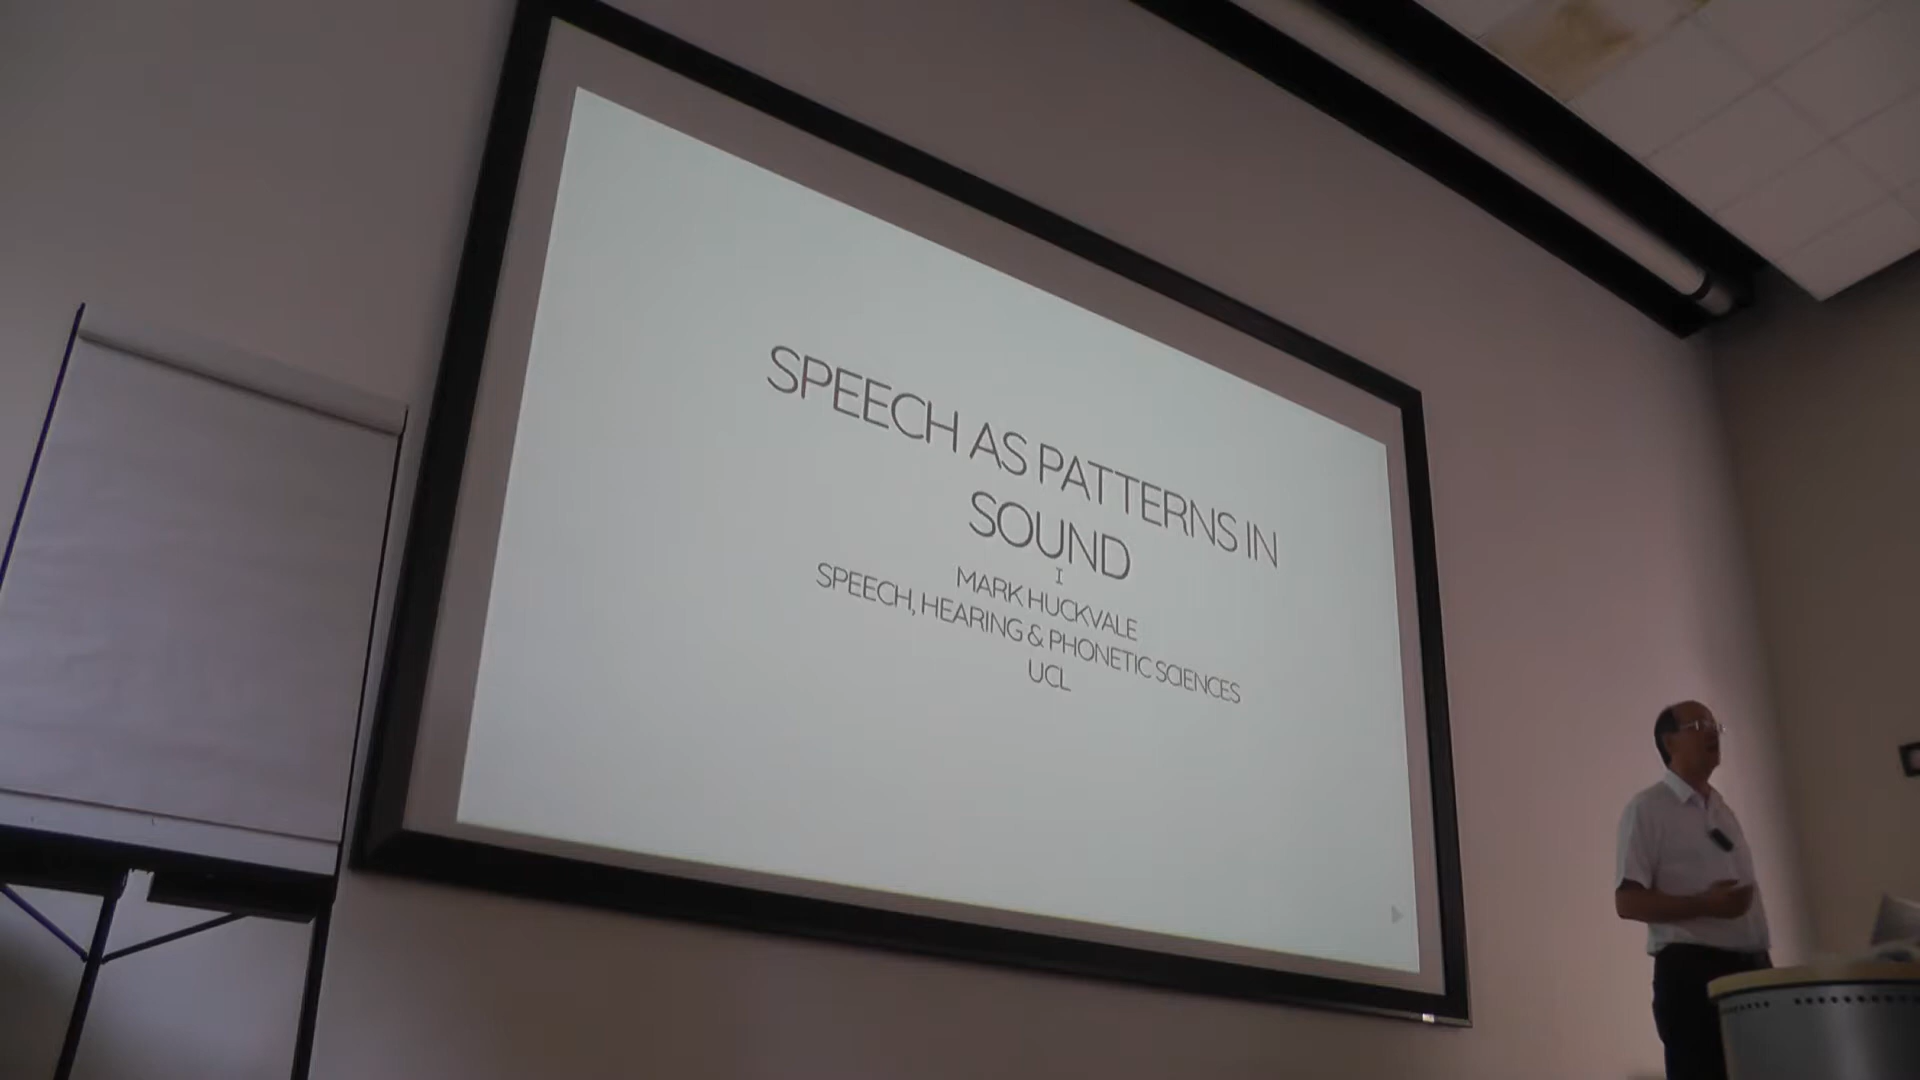 SPEECH AS PATTERNS IN
SOUND
MARK HUCKVALE
SPEECH, HEARING & PHONETIC SCIENCES
UCL